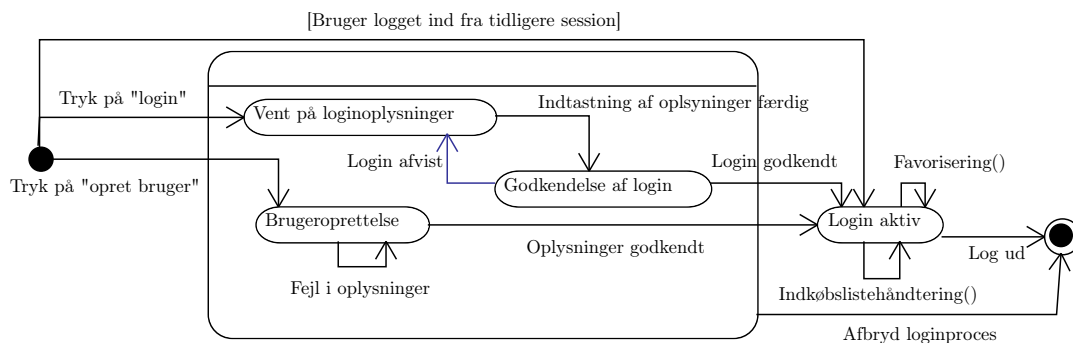 [Bruger logget ind fra tidligere session]
Tryk på "login"
Indtastning af oplsyninger færdig
Vent på loginoplysninger
Login afvist
Login godkendt
Favorisering()
Tryk på "opret bruger"
Godkendelse af login
Brugeroprettelse
Login aktiv
Oplysninger godkendt
Log ud
Fejl i oplysninger
Indkøbslistehåndtering()
Afbryd loginproces